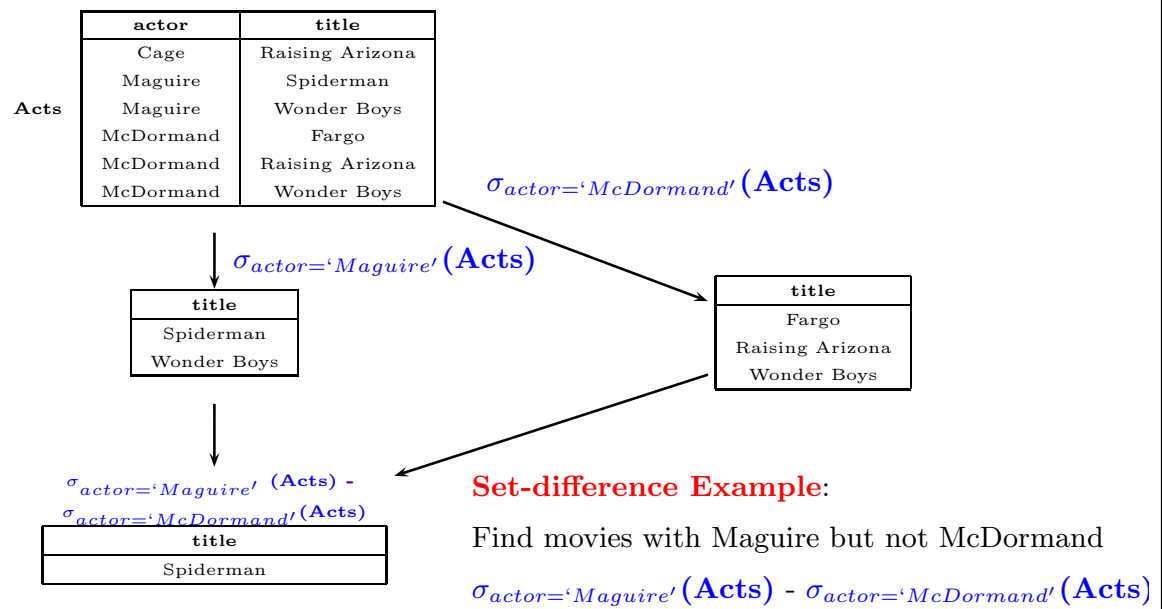 actor title
Cage Raising Arizona
Maguire Spiderman
Acts Maguire Wonder Boys
McDormand Fargo
McDormand Raising Arizona
McDormand Wonder Boys
σactor=‘McDormand′(Acts)
σactor=‘Maguire′(Acts)
title
Spiderman
Wonder Boys
title
Fargo
Raising Arizona
Wonder Boys
σactor=‘Maguire′ (Acts) -
σactor=‘McDormand′(Acts)
title
Spiderman
Set-difference Example:
Find movies with Maguire but not McDormand
σactor=‘Maguire′(Acts) - σactor=‘McDormand′(Acts)